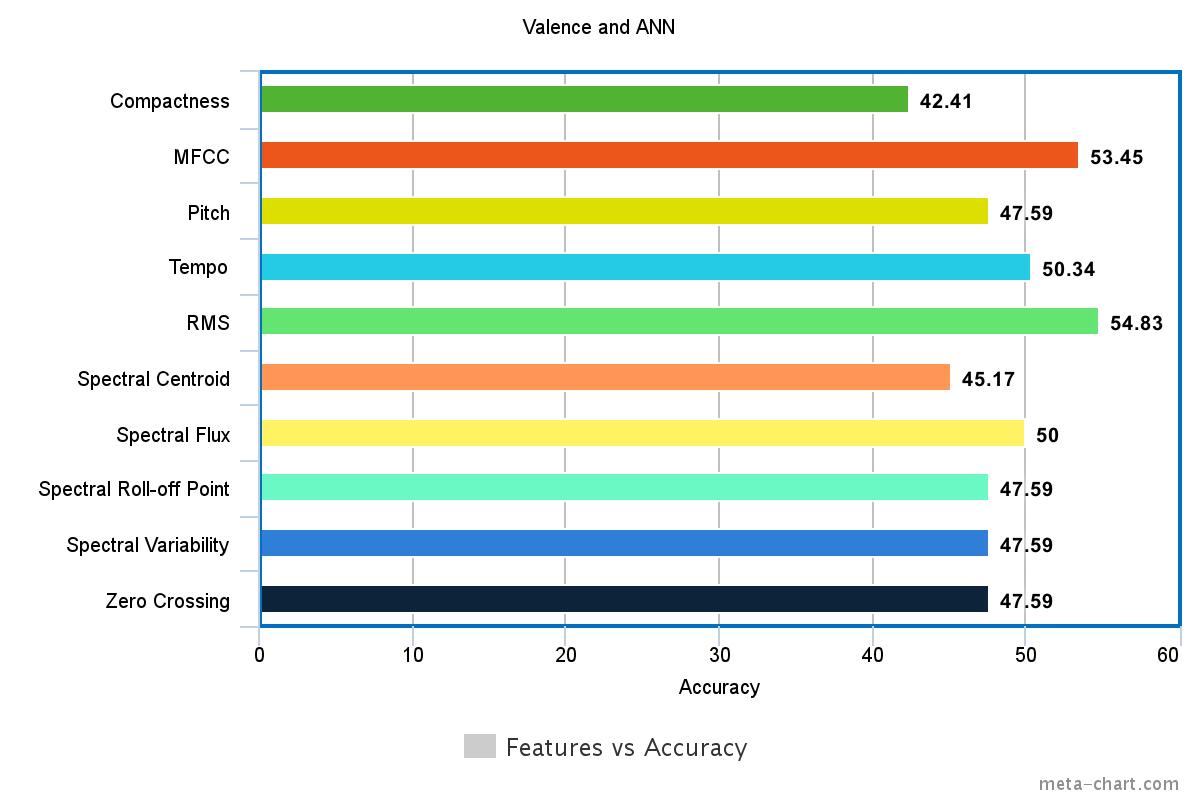 Valence and ANN
Compactness 42.41
MFCC 53.45
Pitch 47.59
Tempo 50.34
RMS 54.83
Spectral Centroid 45.17
Spectral Flux 50
Spectral Roll-off Point 47.59
Spectral Variability 47.59
Zero Crossing 47.59
0 10 20 30 40 50 60
Accuracy
Features vs Accuracy
meta-chart.com